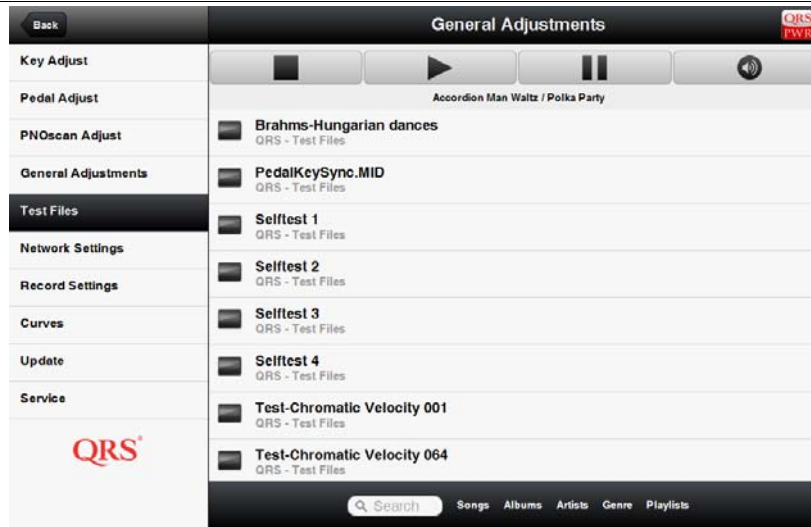 Back
General Adjustments
QRS
PWR
Key Adjust
Pedal Adjust
PNOscan Adjust
General Adjustments
Test Files
Network Settings
Record Settings
Curves
Update
Service
QRS
Accordion Man Waltz / Polka Party
Brahms-Hungarian dances
QRS - Test Files
PedalKeySync.MID
QRS - Test Files
Selftest 1
QRS - Test Files
Selftest 2
QRS - Test Files
Selftest 3
QRS - Test Files
Selftest 4
QRS - Test Files
Test-Chromatic Velocity 001
QRS - Test Files
Test-Chromatic Velocity 064
QRS - Test Files
Search Songs Albums Artists Genre Playlists